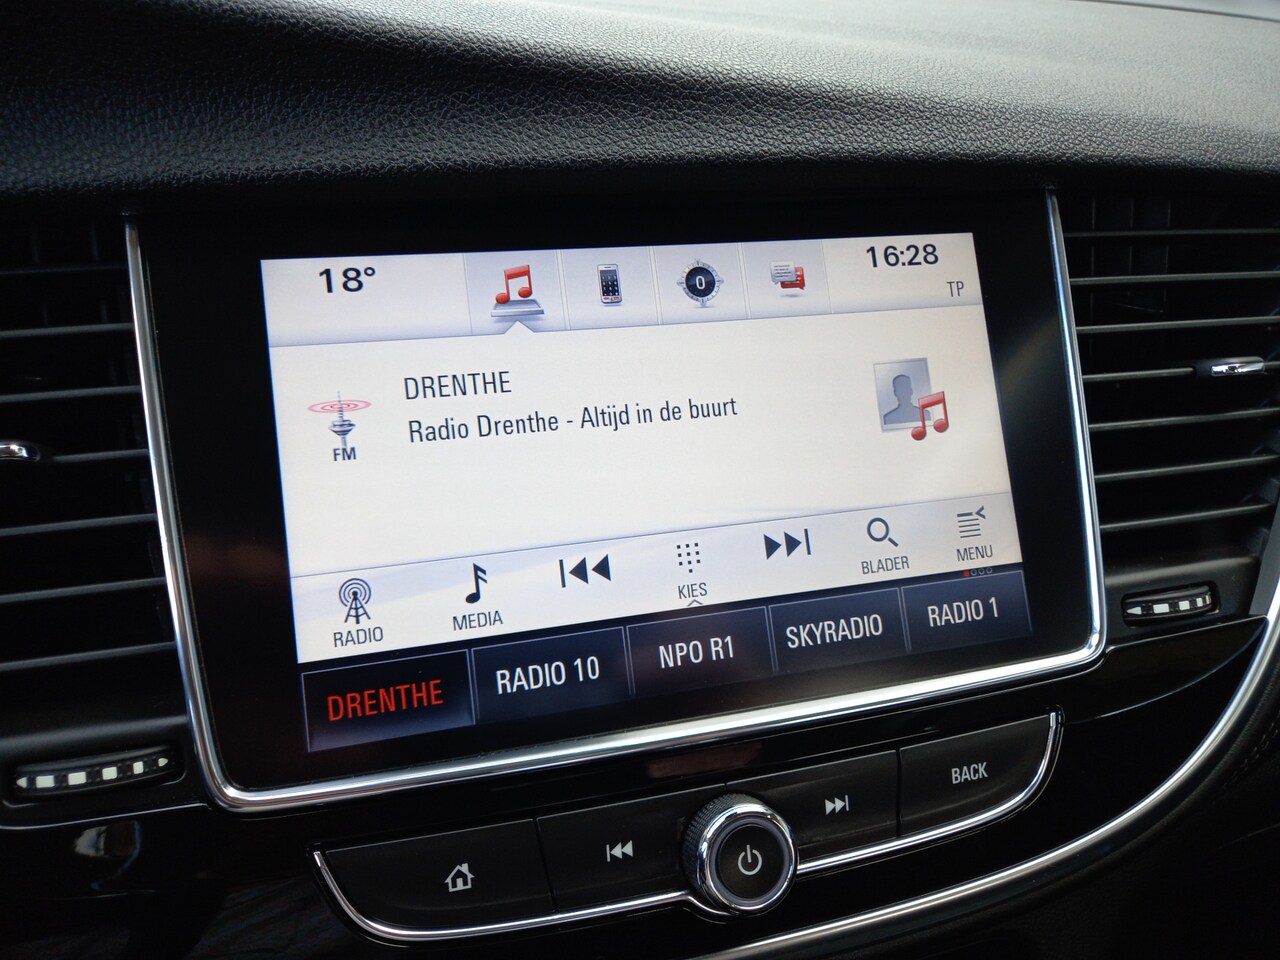 18°
0
16:28
TP
DRENTHE
Radio Drenthe - Altijd in de buurt
FM
RADIO
MEDIA
KIES
BLADER
MENU
DRENTHE
RADIO 10
NPO R1
SKYRADIO
RADIO 1
BACK